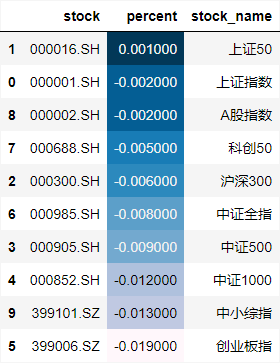 stock percent stock_name
1 000016.SH 0.001000 上证50
0 000001.SH -0.002000 上证指数
8 000002.SH -0.002000 A股指数
7 000688.SH -0.005000 科创50
2 000300.SH -0.006000 沪深300
6 000985.SH -0.008000 中证全指
3 000905.SH -0.009000 中证500
4 000852.SH -0.012000 中证1000
9 399101.SZ -0.013000 中小综指
5 399006.SZ -0.019000 创业板指